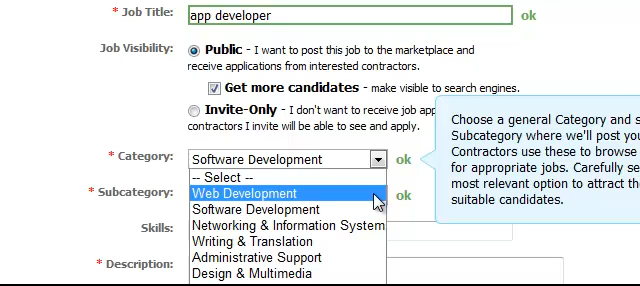 * Job Title: app developer ok
Job Visibility: Public - I want to post this job to the marketplace and
receive applications from interested contractors.
Get more candidates - make visible to search engines.
Invite-Only - I don't want to receive job app
contractors I invite will be able to see and apply.
* Category: Software Development ok
-- Select --
Web Development
* Subcategory: ok
Software Development
Skills: Networking & Information System
Writing & Translation
* Description: Administrative Support
Design & Multimedia
Choose a general Category and s
Subcategory where we'll post you
Contractors use these to browse
for appropriate jobs. Carefully se
most relevant option to attract the
suitable candidates.